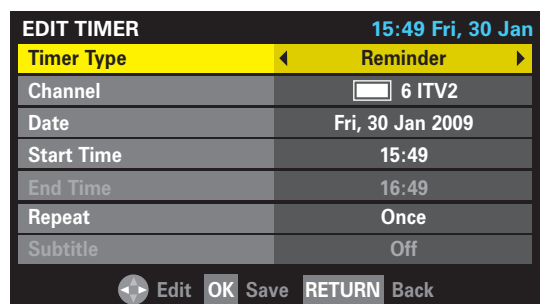 EDIT TIMER 15:49 Fri, 30 Jan
Timer Type Reminder
Channel 6 ITV2
Date Fri, 30 Jan 2009
Start Time 15:49
End Time 16:49
Repeat Once
Subtitle Off
Edit OK Save RETURN Back